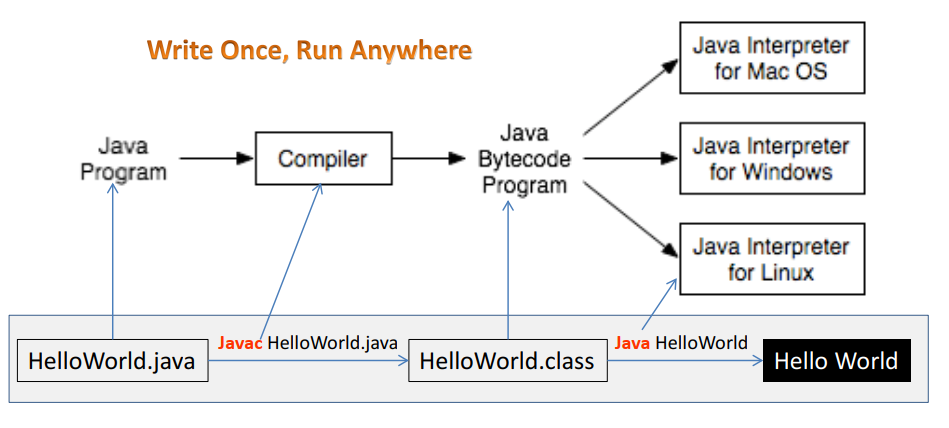 Write Once, Run Anywhere
Java Interpreter
for Mac OS
Java
Program
Compiler
Java
Bytecode
Program
Java Interpreter
for Windows
Java Interpreter
for Linux
HelloWorld.java
Javac HelloWorld.java
HelloWorld.class
Java HelloWorld
Hello World